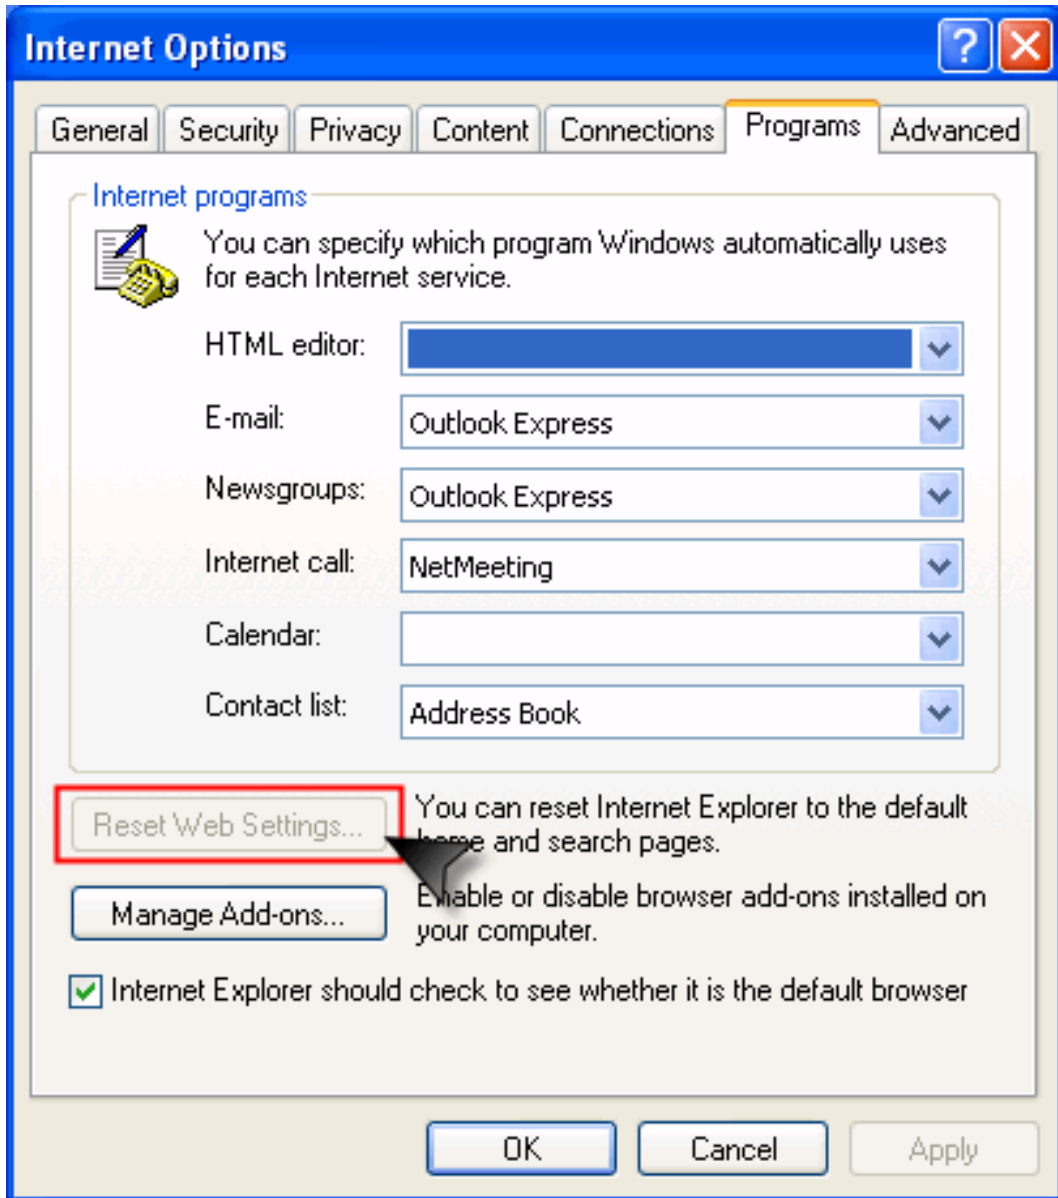 Internet Options
General Security Privacy Content Connections Programs Advanced
Internet programs
You can specify which program Windows automatically uses
for each Internet service.
HTML editor:
E-mail: Outlook Express
Newsgroups: Outlook Express
Internet call: NetMeeting
Calendar:
Contact list: Address Book
Reset Web Settings... You can reset Internet Explorer to the default
home and search pages.
Manage Add-ons... Enable or disable browser add-ons installed on
your computer.
Internet Explorer should check to see whether it is the default browser
OK Cancel Apply